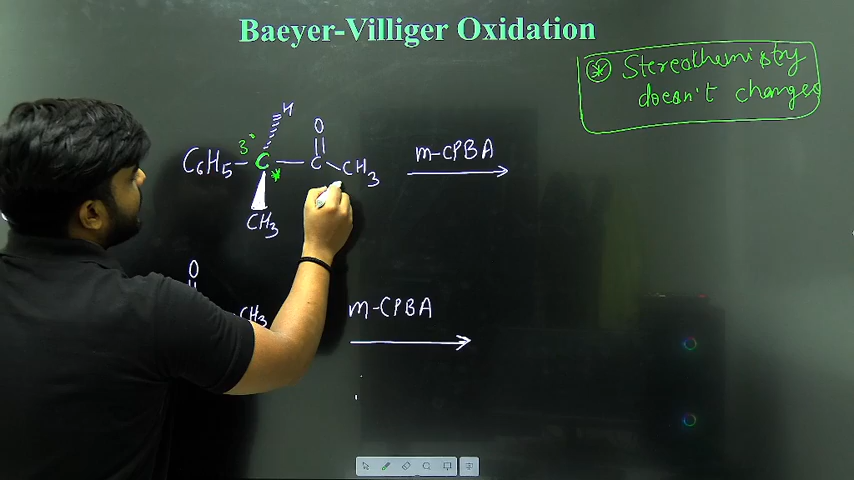 Baeyer-Villiger Oxidation
⊛ Stereochemistry
doesn't changes
H
O
3°
C6H5 - C - C - CH3
*
CH3
m-CPBA
O
CH3
m-CPBA